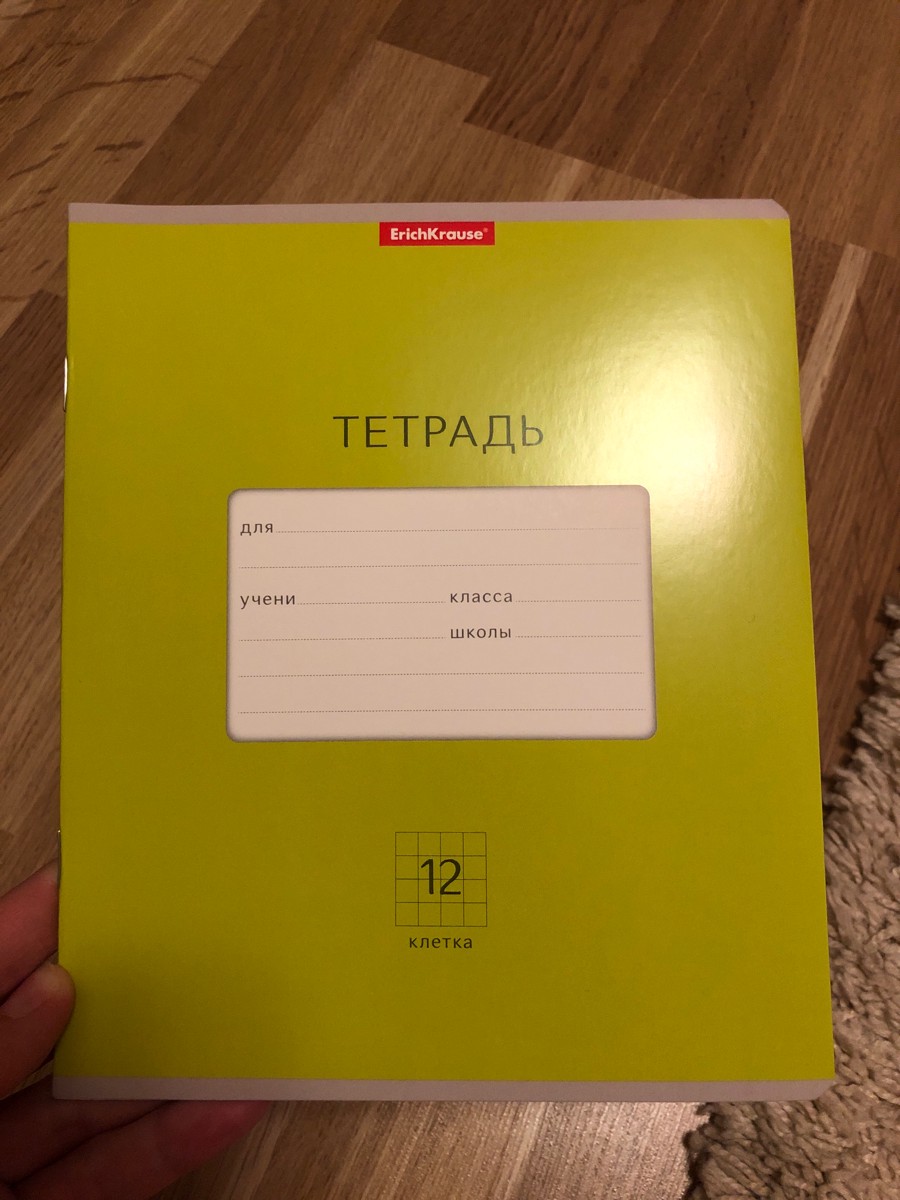 ErichKrause®
ТЕТРАДЬ
для
учени класса
школы
12
клетка